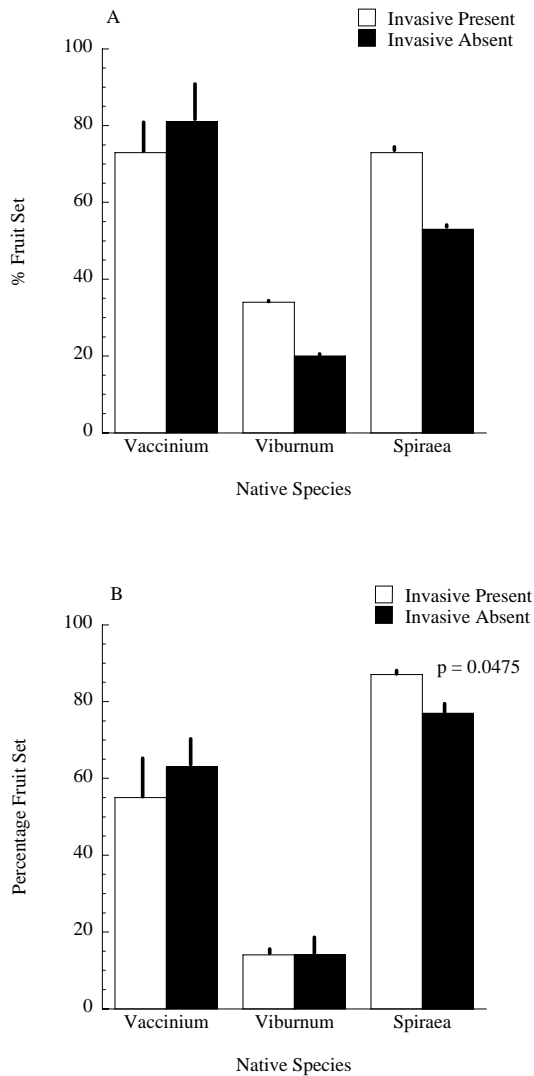 A
Invasive Present
Invasive Absent
100
80
60
40
20
0
% Fruit Set
Vaccinium Viburnum Spiraea
Native Species
B
Invasive Present
Invasive Absent
100
p = 0.0475
80
60
40
20
0
Percentage Fruit Set
Vaccinium Viburnum Spiraea
Native Species